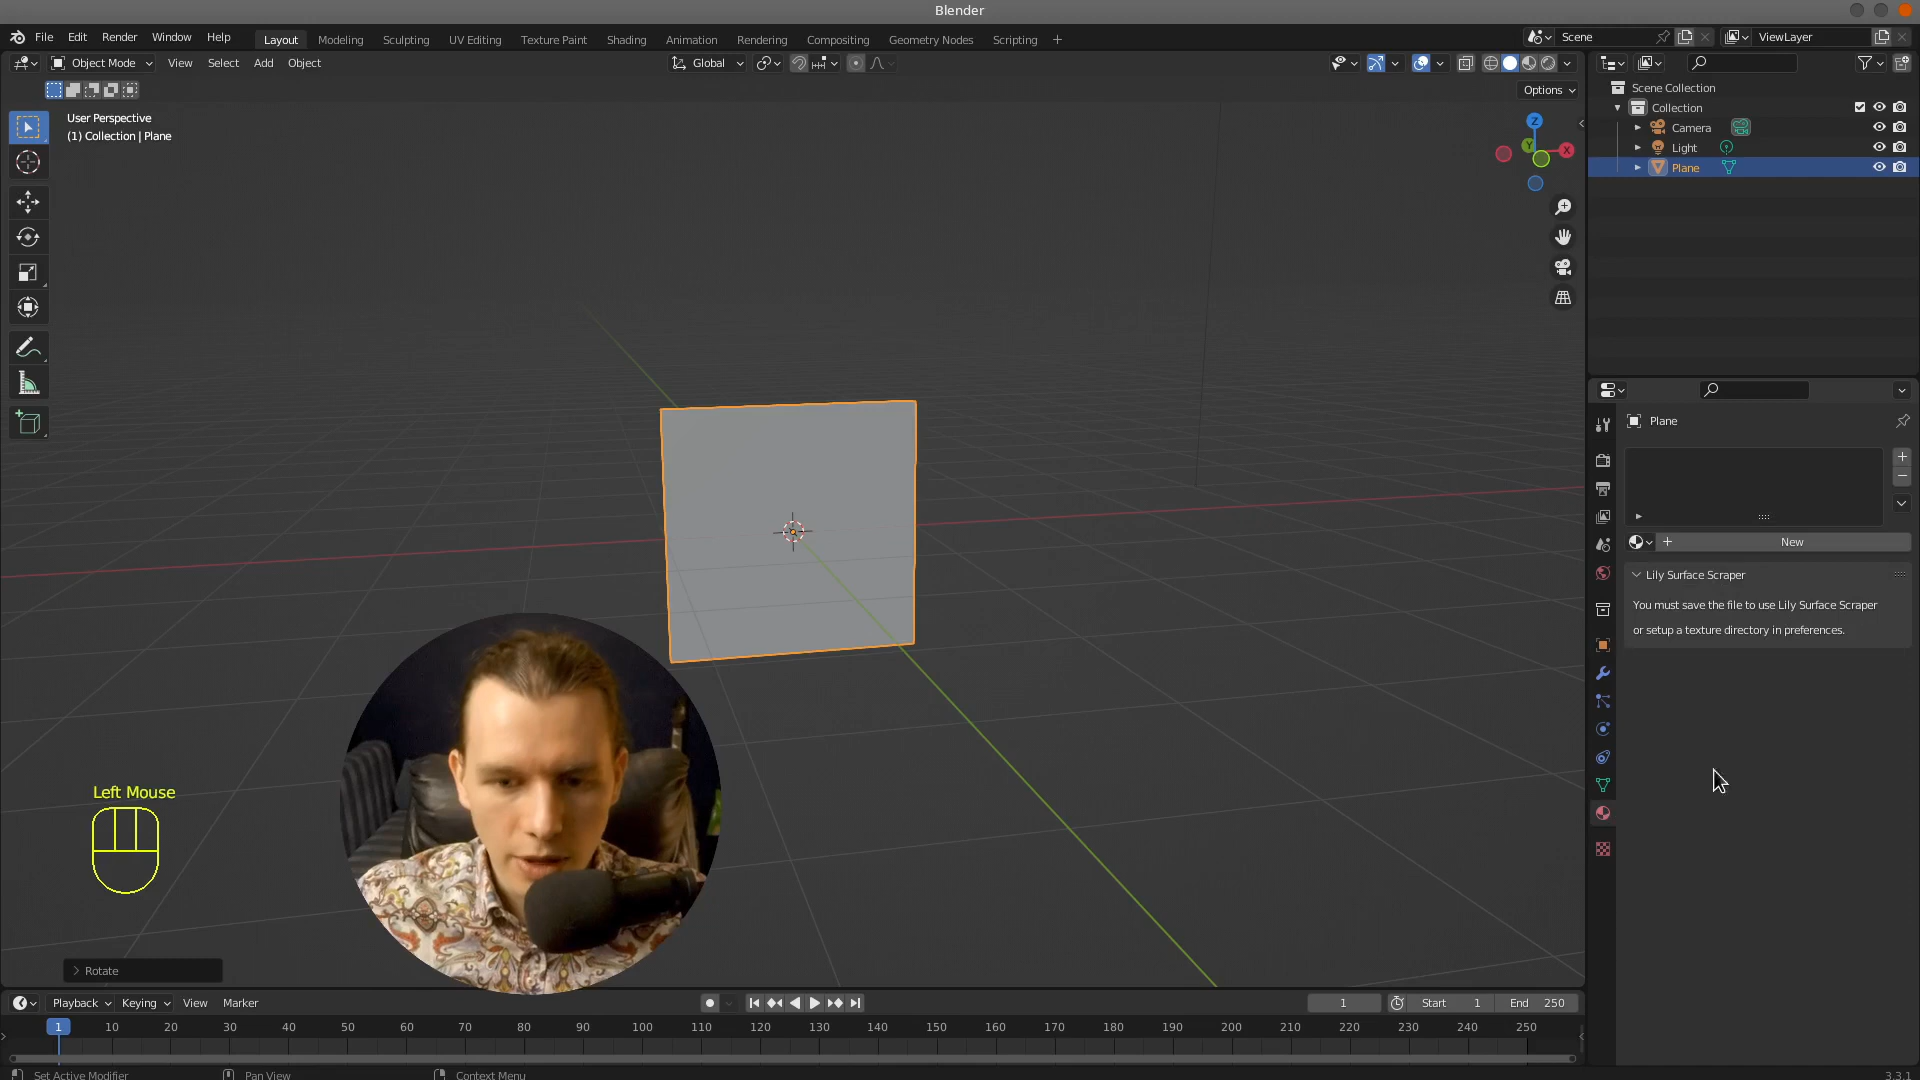 Blender
File Edit Render Window Help
Layout Modeling Sculpting UV Editing Texture Paint Shading Animation Rendering Compositing Geometry Nodes Scripting +
Scene
ViewLayer
Object Mode View Select Add Object
Global
Options
User Perspective
(1) Collection | Plane
Z
Y
X
Scene Collection
Collection
Camera
Light
Plane
Plane
+
−
+ New
Lily Surface Scraper
You must save the file to use Lily Surface Scraper
or setup a texture directory in preferences.
Left Mouse
Rotate
Playback Keying View Marker
1
Start 1
End 250
1 10 20 30 40 50 60 70 80 90 100 110 120 130 140 150 160 170 180 190 200 210 220 230 240 250
Set Active Modifier
Pan View
Context Menu
3.3.1